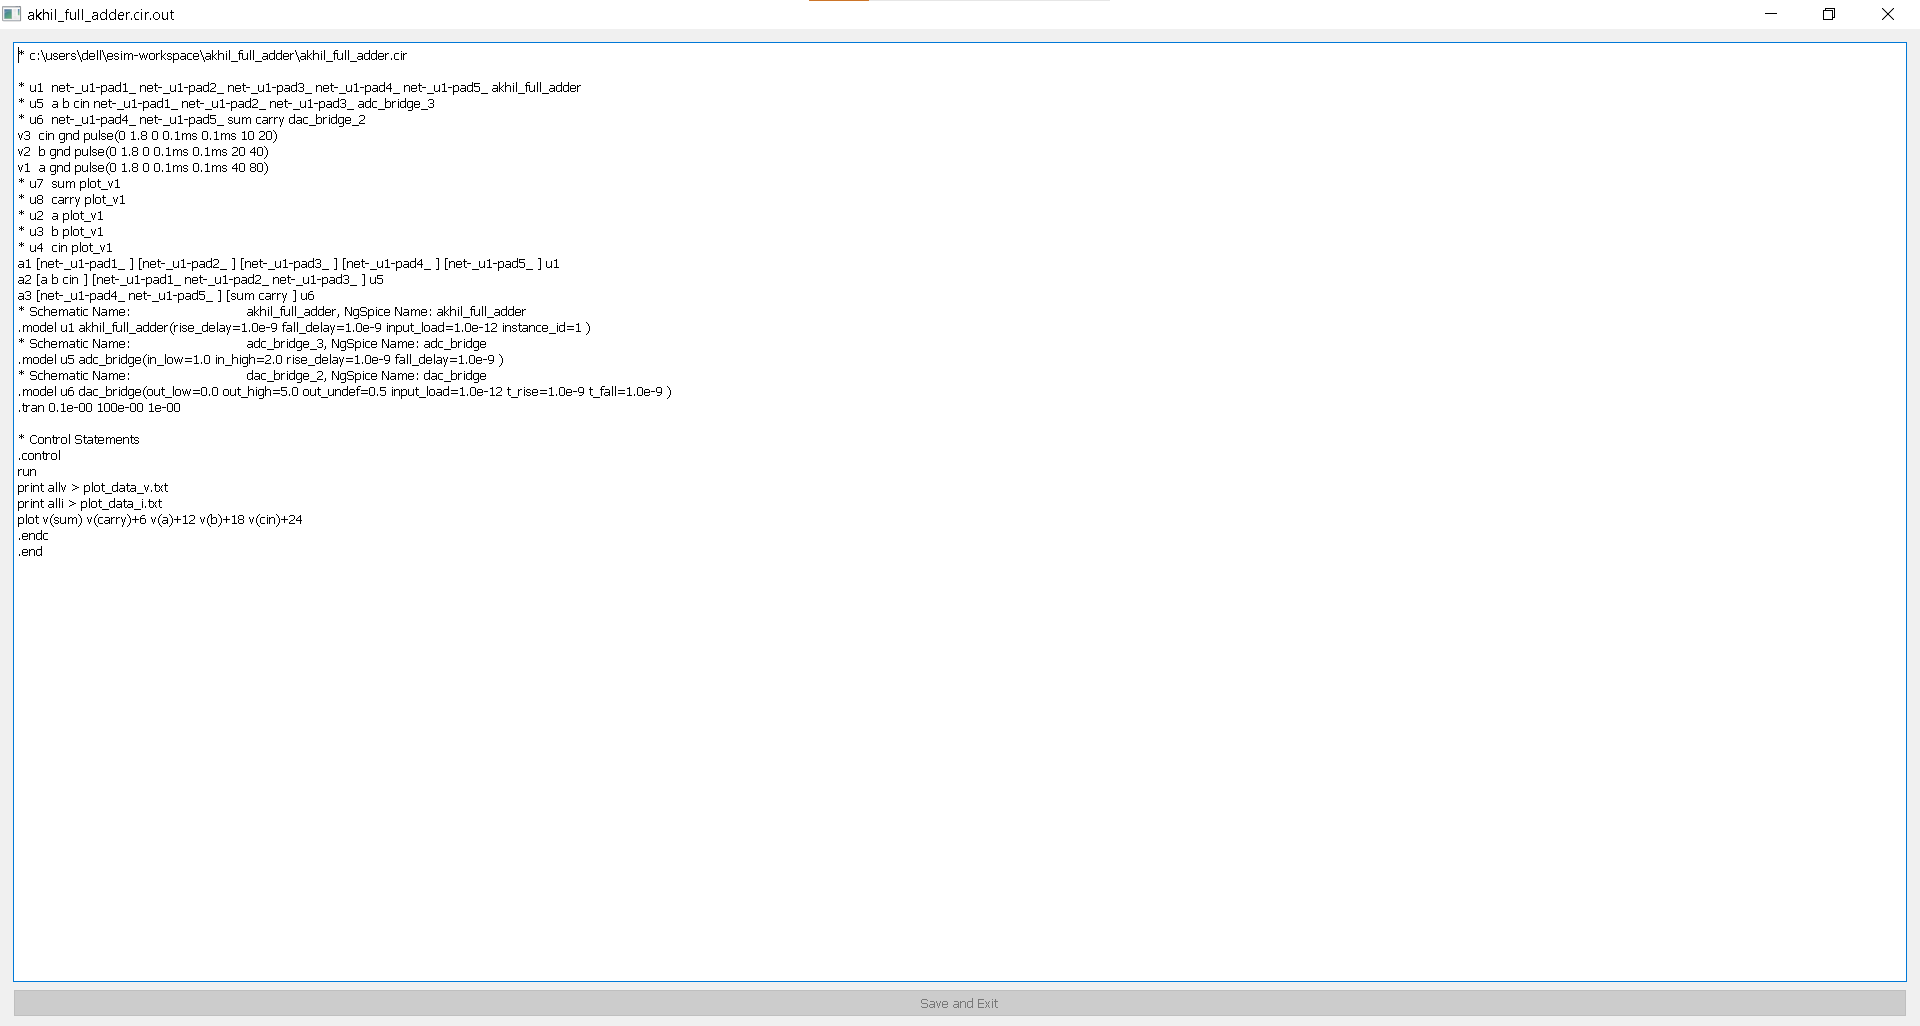 akhil_full_adder.cir.out
* c:\users\dell\esim-workspace\akhil_full_adder\akhil_full_adder.cir
* u1 net-_u1-pad1_ net-_u1-pad2_ net-_u1-pad3_ net-_u1-pad4_ net-_u1-pad5_ akhil_full_adder
* u5 a b cin net-_u1-pad1_ net-_u1-pad2_ net-_u1-pad3_ adc_bridge_3
* u6 net-_u1-pad4_ net-_u1-pad5_ sum carry dac_bridge_2
v3 cin gnd pulse(0 1.8 0 0.1ms 0.1ms 10 20)
v2 b gnd pulse(0 1.8 0 0.1ms 0.1ms 20 40)
v1 a gnd pulse(0 1.8 0 0.1ms 0.1ms 40 80)
* u7 sum plot_v1
* u8 carry plot_v1
* u2 a plot_v1
* u3 b plot_v1
* u4 cin plot_v1
a1 [net-_u1-pad1_ ] [net-_u1-pad2_ ] [net-_u1-pad3_ ] [net-_u1-pad4_ ] [net-_u1-pad5_ ] u1
a2 [a b cin ] [net-_u1-pad1_ net-_u1-pad2_ net-_u1-pad3_ ] u5
a3 [net-_u1-pad4_ net-_u1-pad5_ ] [sum carry ] u6
* Schematic Name: akhil_full_adder, NgSpice Name: akhil_full_adder
.model u1 akhil_full_adder(rise_delay=1.0e-9 fall_delay=1.0e-9 input_load=1.0e-12 instance_id=1 )
* Schematic Name: adc_bridge_3, NgSpice Name: adc_bridge
.model u5 adc_bridge(in_low=1.0 in_high=2.0 rise_delay=1.0e-9 fall_delay=1.0e-9 )
* Schematic Name: dac_bridge_2, NgSpice Name: dac_bridge
.model u6 dac_bridge(out_low=0.0 out_high=5.0 out_undef=0.5 input_load=1.0e-12 t_rise=1.0e-9 t_fall=1.0e-9 )
.tran 0.1e-00 100e-00 1e-00
* Control Statements
.control
run
print allv > plot_data_v.txt
print alli > plot_data_i.txt
plot v(sum) v(carry)+6 v(a)+12 v(b)+18 v(cin)+24
.endc
.end
Save and Exit